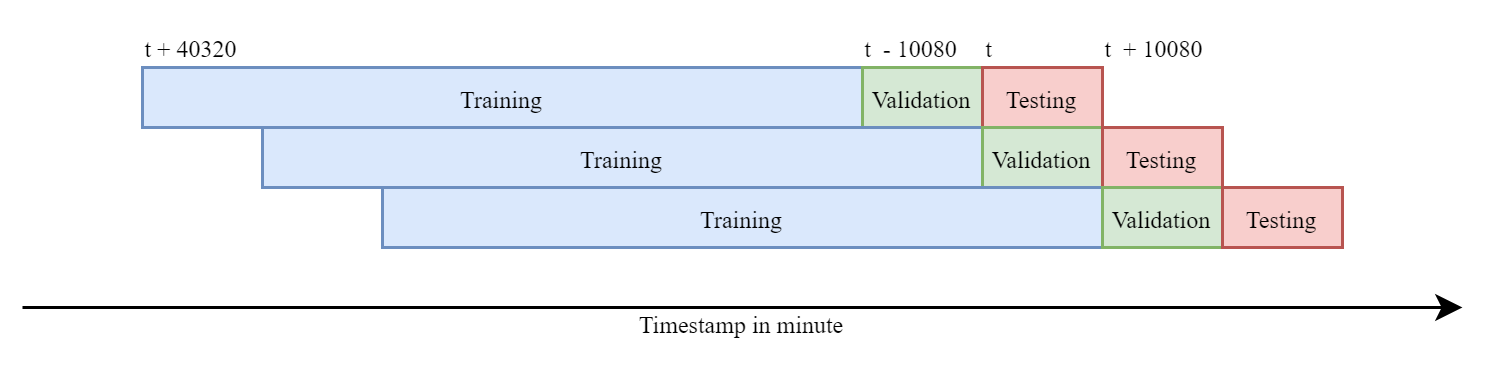 t + 40320 t - 10080 t t + 10080
Training Validation Testing
Training Validation Testing
Training Validation Testing
Timestamp in minute